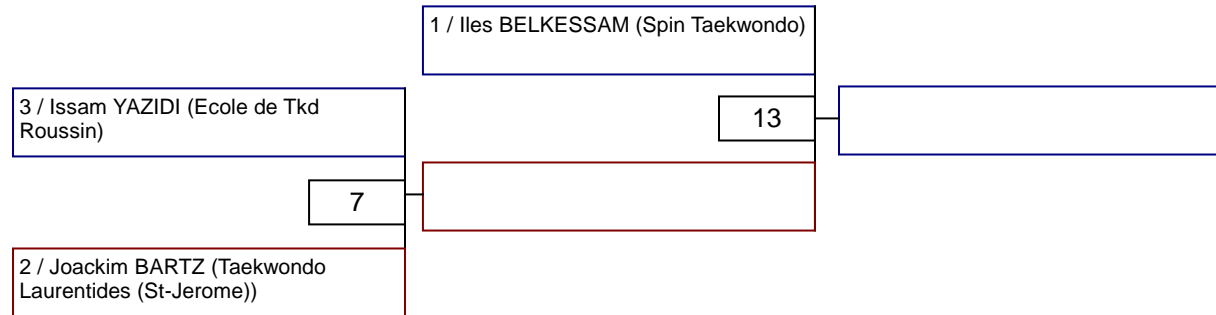 1 / Iles BELKESSAM (Spin Taekwondo)
3 / Issam YAZIDI (Ecole de Tkd
Roussin)
13
7
2 / Joackim BARTZ (Taekwondo
Laurentides (St-Jerome))